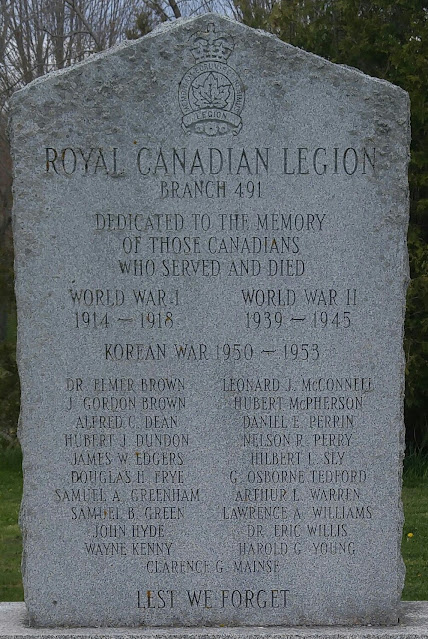 LEGION
ROYAL CANADIAN LEGION
BRANCH 491
DEDICATED TO THE MEMORY
OF THOSE CANADIANS
WHO SERVED AND DIED
WORLD WAR I WORLD WAR II
1914 — 1918 1939 — 1945
KOREAN WAR 1950 — 1953
DR. ELMER BROWN LEONARD J. McCONNELL
J. GORDON BROWN HUBERT McPHERSON
ALFRED C. DEAN DANIEL E. PERRIN
HUBERT J. DUNDON NELSON R. PERRY
JAMES W. EDGERS HILBERT L. SLY
DOUGLAS H. FRYE G. OSBORNE TEDFORD
SAMUEL A. GREENHAM ARTHUR L. WARREN
SAMUEL B. GREEN LAWRENCE A. WILLIAMS
JOHN HYDE DR. ERIC WILLIS
WAYNE KENNY HAROLD G. YOUNG
CLARENCE G. MAINSE
LEST WE FORGET